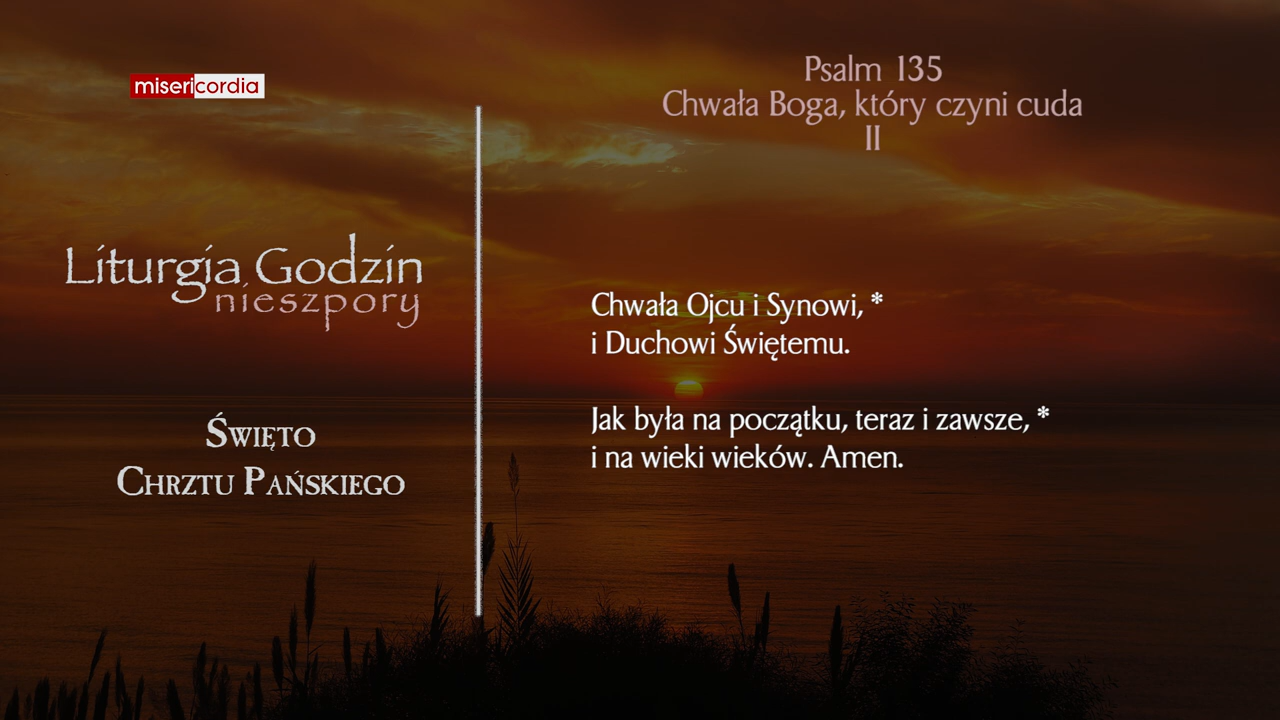 misericordia
Liturgia Godzin
nieszpory
Święto
Chrztu Pańskiego
Psalm 135
Chwała Boga, który czyni cuda
II
Chwała Ojcu i Synowi, *
i Duchowi Świętemu.
Jak była na początku, teraz i zawsze, *
i na wieki wieków. Amen.